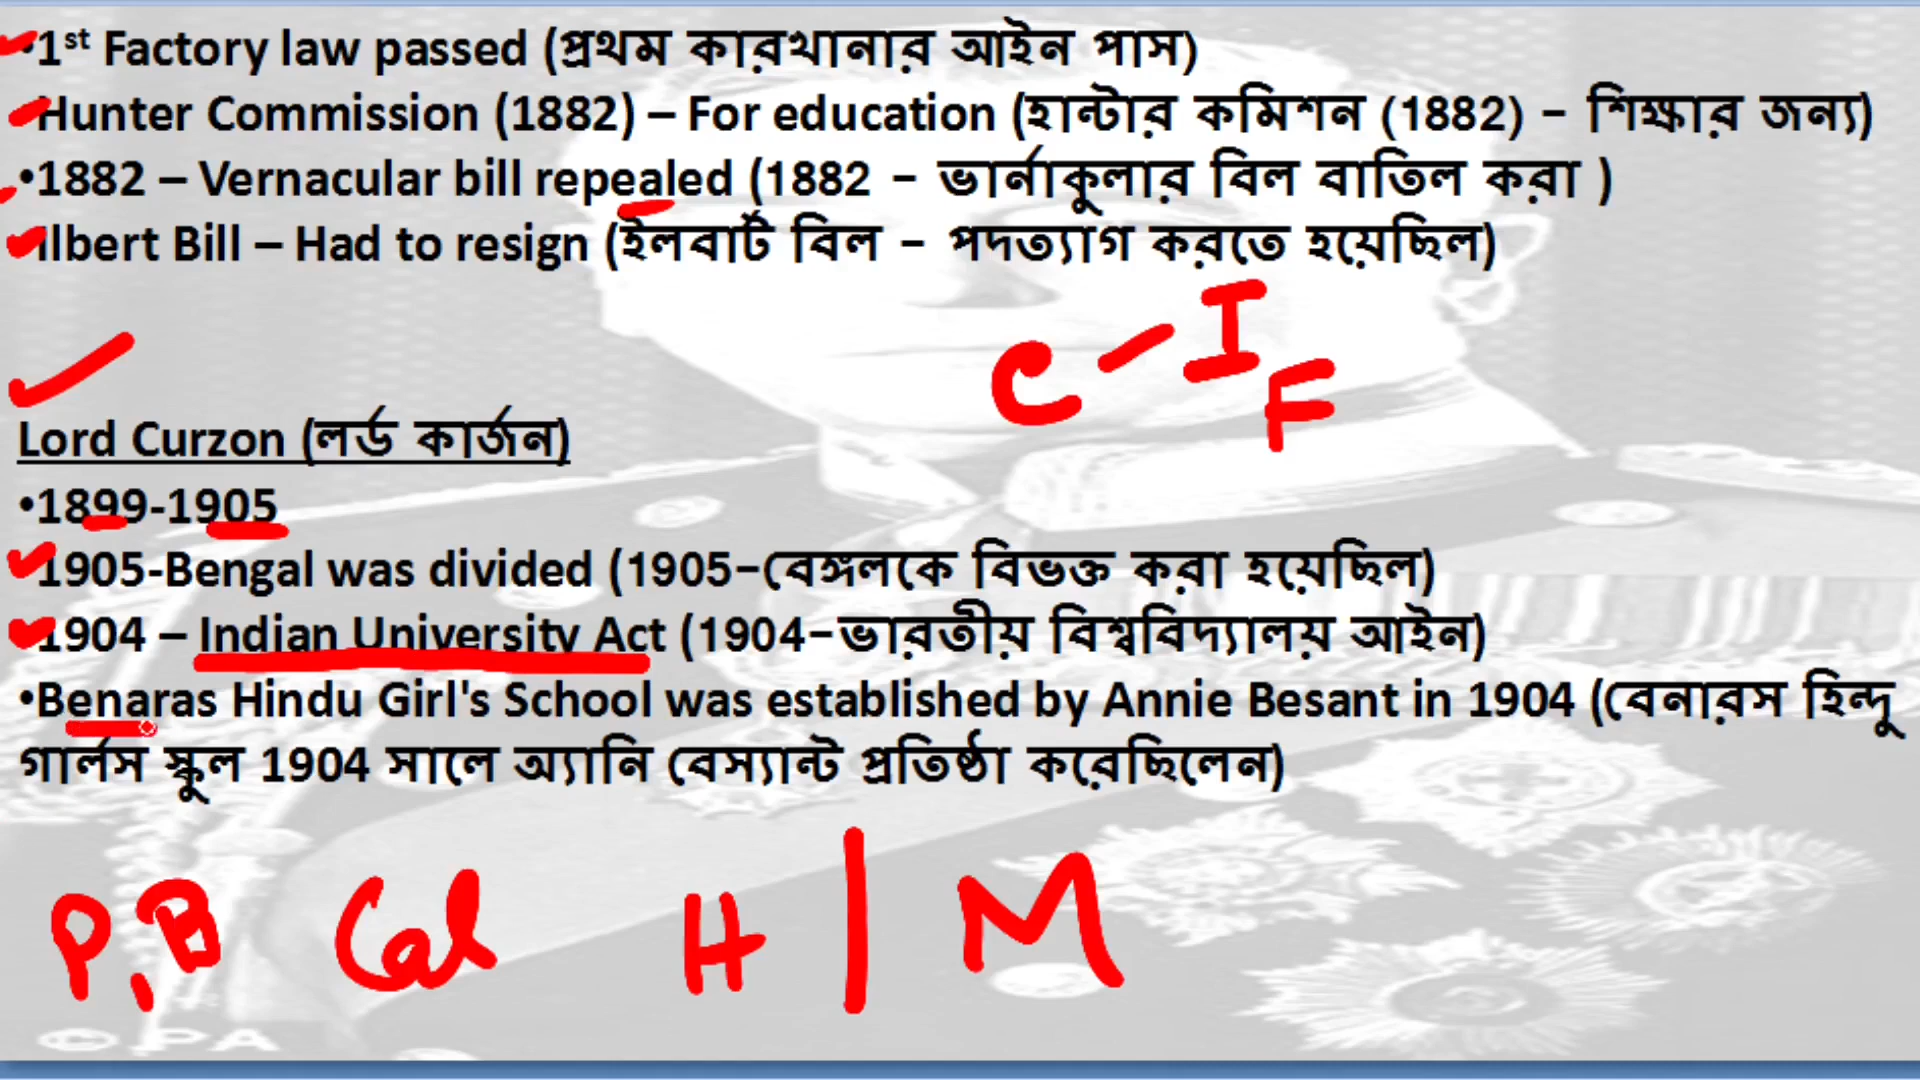 •1st Factory law passed (প্রথম কারখানার আইন পাস)
•Hunter Commission (1882) – For education (হান্টার কমিশন (1882) – শিক্ষার জন্য)
•1882 – Vernacular bill repealed (1882 – ভার্নাকুলার বিল বাতিল করা )
•Ilbert Bill – Had to resign (ইলবার্ট বিল – পদত্যাগ করতে হয়েছিল)
C – I F
Lord Curzon (লর্ড কার্জন)
•1899-1905
•1905-Bengal was divided (1905–বেঙ্গলকে বিভক্ত করা হয়েছিল)
•1904 – Indian University Act (1904–ভারতীয় বিশ্ববিদ্যালয় আইন)
•Benaras Hindu Girl's School was established by Annie Besant in 1904 (বেনারস হিন্দু
গার্লস স্কুল 1904 সালে অ্যানি বেস্যান্ট প্রতিষ্ঠা করেছিলেন)
P, B Cal H | M
© PA